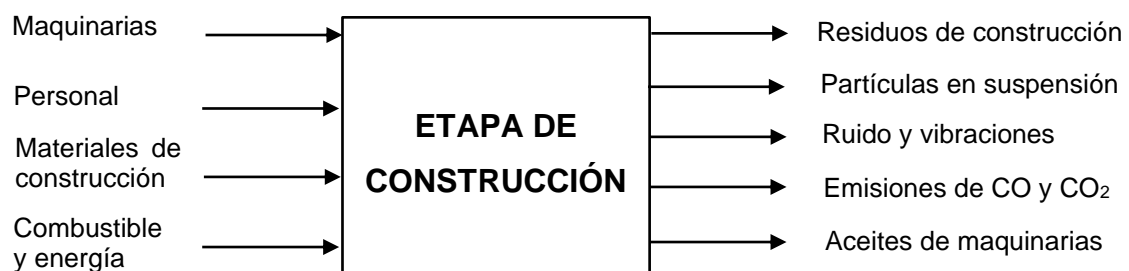 Maquinarias
Personal
Materiales de
construcción
Combustible
y energía
ETAPA DE
CONSTRUCCIÓN
Residuos de construcción
Partículas en suspensión
Ruido y vibraciones
Emisiones de CO y CO₂
Aceites de maquinarias